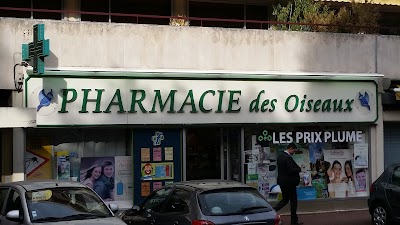 PHARMACIE des Oiseaux
LES PRIX PLUME